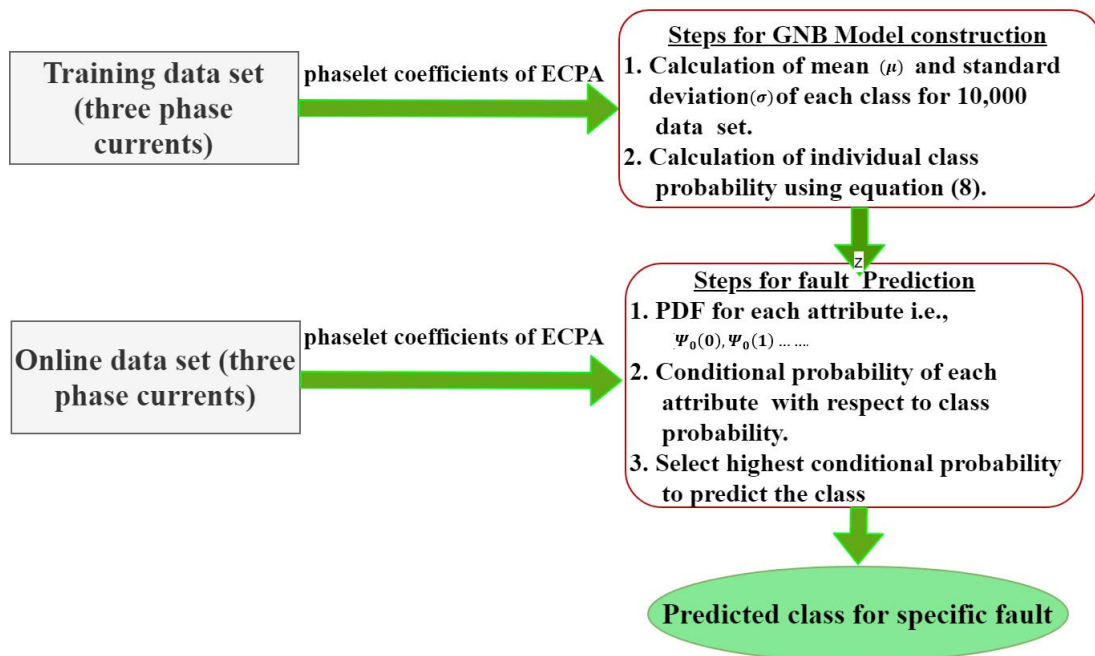 Training data set
(three phase
currents)
phaselet coefficients of ECPA
Steps for GNB Model construction
1. Calculation of mean (μ) and standard
deviation(σ) of each class for 10,000
data set.
2. Calculation of individual class
probability using equation (8).
z
Online data set (three
phase currents)
phaselet coefficients of ECPA
Steps for fault Prediction
1. PDF for each attribute i.e.,
Ψ₀(0), Ψ₀(1) ... ....
2. Conditional probability of each
attribute with respect to class
probability.
3. Select highest conditional probability
to predict the class
Predicted class for specific fault